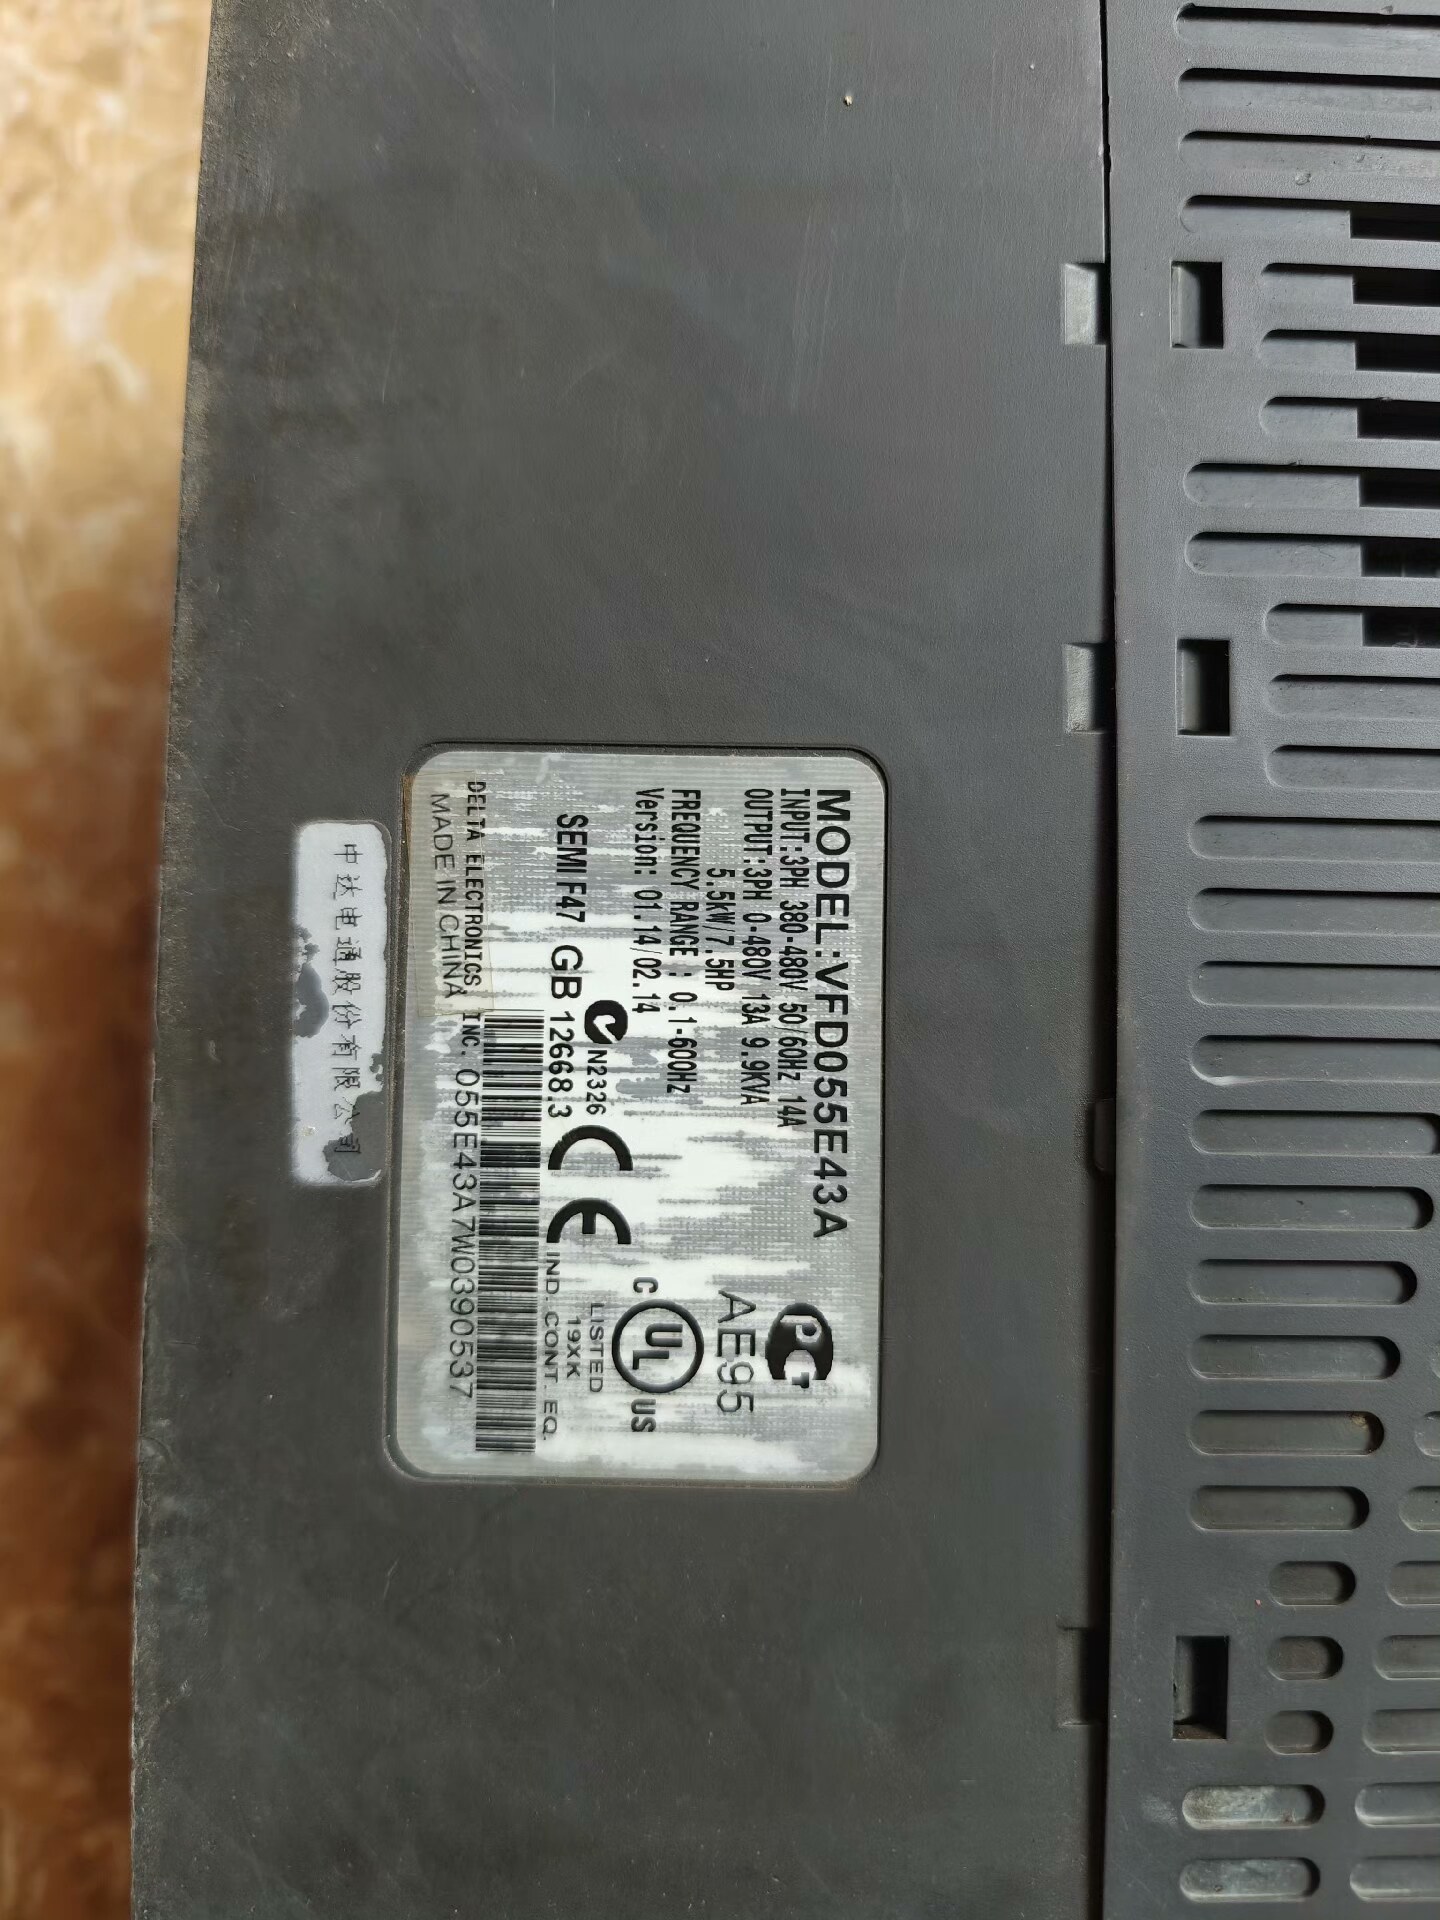 MODEL:VFD055E43A
INPUT:3PH 380-480V 50/60Hz 14A
OUTPUT:3PH 0-480V 13A 9.9KVA
5.5kW/7.5HP
FREQUENCY RANGE : 0.1-600Hz
Version: 01.14/02.14
AE95
C UL US
LISTED
19XK
IND. CONT. EQ.
N2326
CE
SEMI F47 GB 12668.3
055E43A7W0390537
DELTA ELECTRONICS, INC.
MADE IN CHINA
中达电通股份有限公司